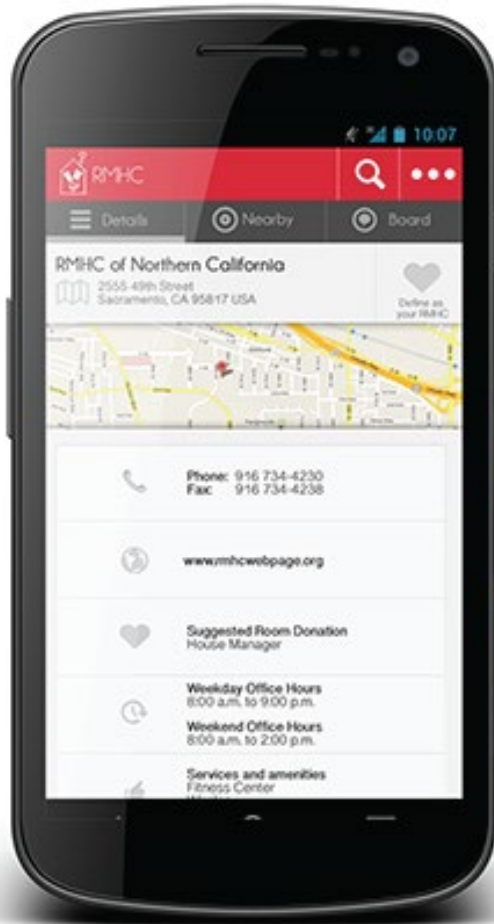 10:07
RMHC
Details
Nearby
Board
RMHC of Northern California
2555 49th Street
Sacramento, CA 95817 USA
Define as
your RMHC
Phone: 916 734-4230
Fax: 916 734-4238
www.rmhcwebpage.org
Suggested Room Donation
House Manager
Weekday Office Hours
8:00 a.m. to 9:00 p.m.
Weekend Office Hours
8:00 a.m. to 2:00 p.m.
Services and amenities
Fitness Center